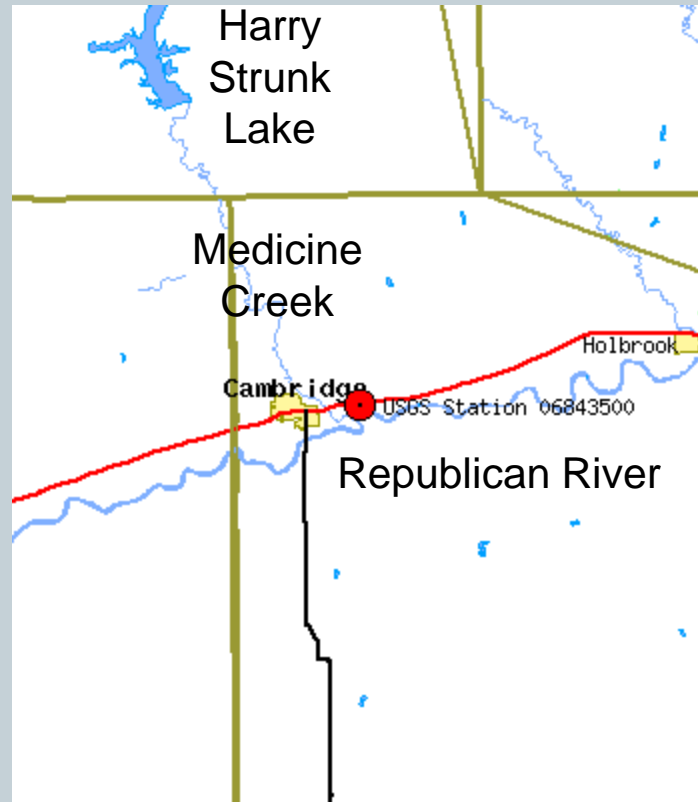 Harry
Strunk
Lake
Medicine
Creek
Holbrook
Cambridge
USGS Station 06843500
Republican River